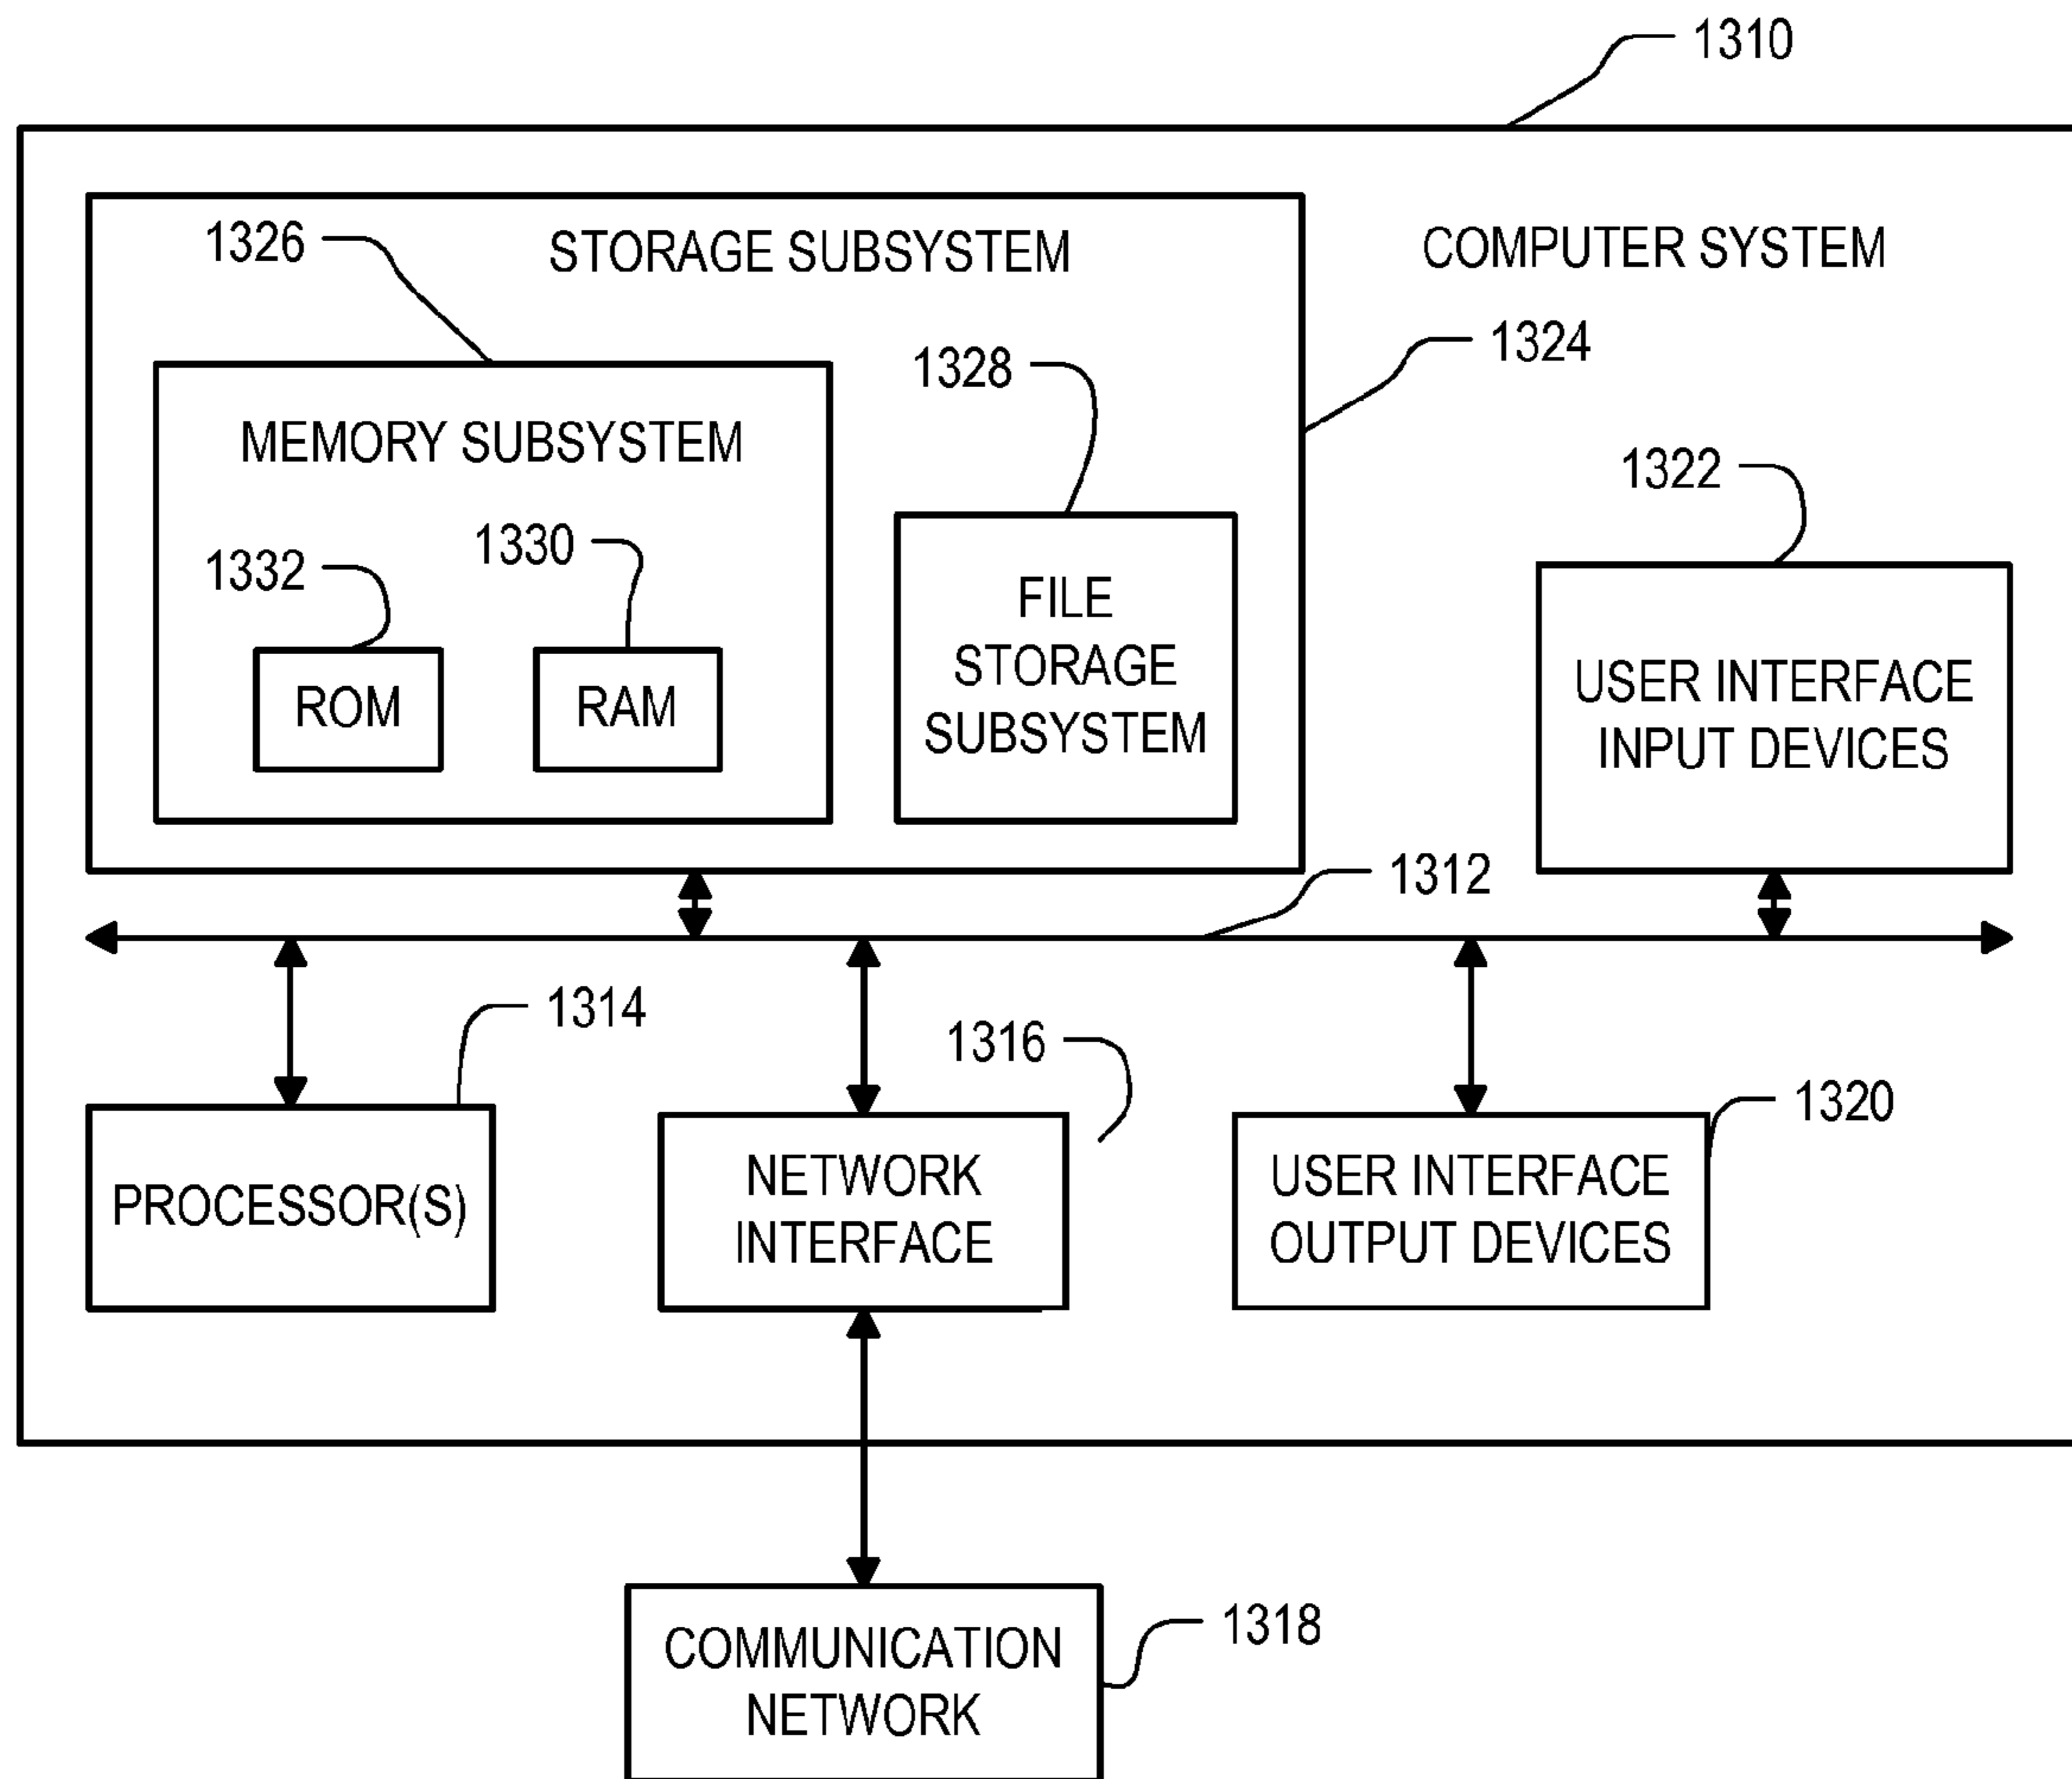 1310
1326
STORAGE SUBSYSTEM
COMPUTER SYSTEM
1324
1328
MEMORY SUBSYSTEM
1322
1330
1332
FILE
STORAGE
SUBSYSTEM
ROM
RAM
USER INTERFACE
INPUT DEVICES
1312
1314
1316
1320
PROCESSOR(S)
NETWORK
INTERFACE
USER INTERFACE
OUTPUT DEVICES
1318
COMMUNICATION
NETWORK